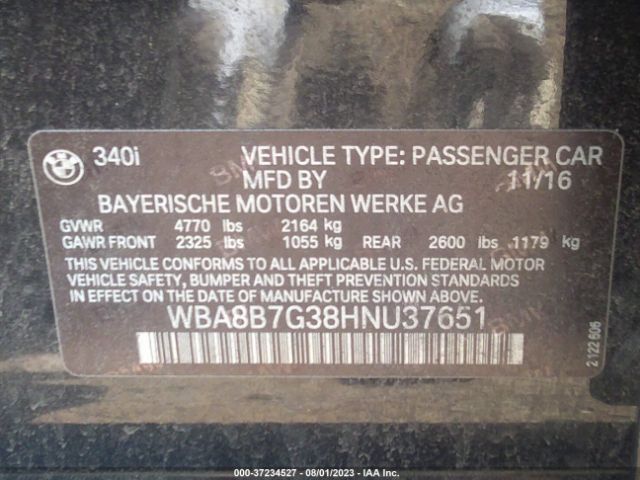 340i VEHICLE TYPE: PASSENGER CAR
MFD BY 11/16
BAYERISCHE MOTOREN WERKE AG
GVWR 4770 lbs 2164 kg
GAWR FRONT 2325 lbs 1055 kg REAR 2600 lbs 1179 kg
THIS VEHICLE CONFORMS TO ALL APPLICABLE U.S. FEDERAL MOTOR
VEHICLE SAFETY, BUMPER AND THEFT PREVENTION STANDARDS
IN EFFECT ON THE DATE OF MANUFACTURE SHOWN ABOVE.
WBA8B7G38HNU37651
2 122 606
000-37234527 - 08/01/2023 - IAA Inc.